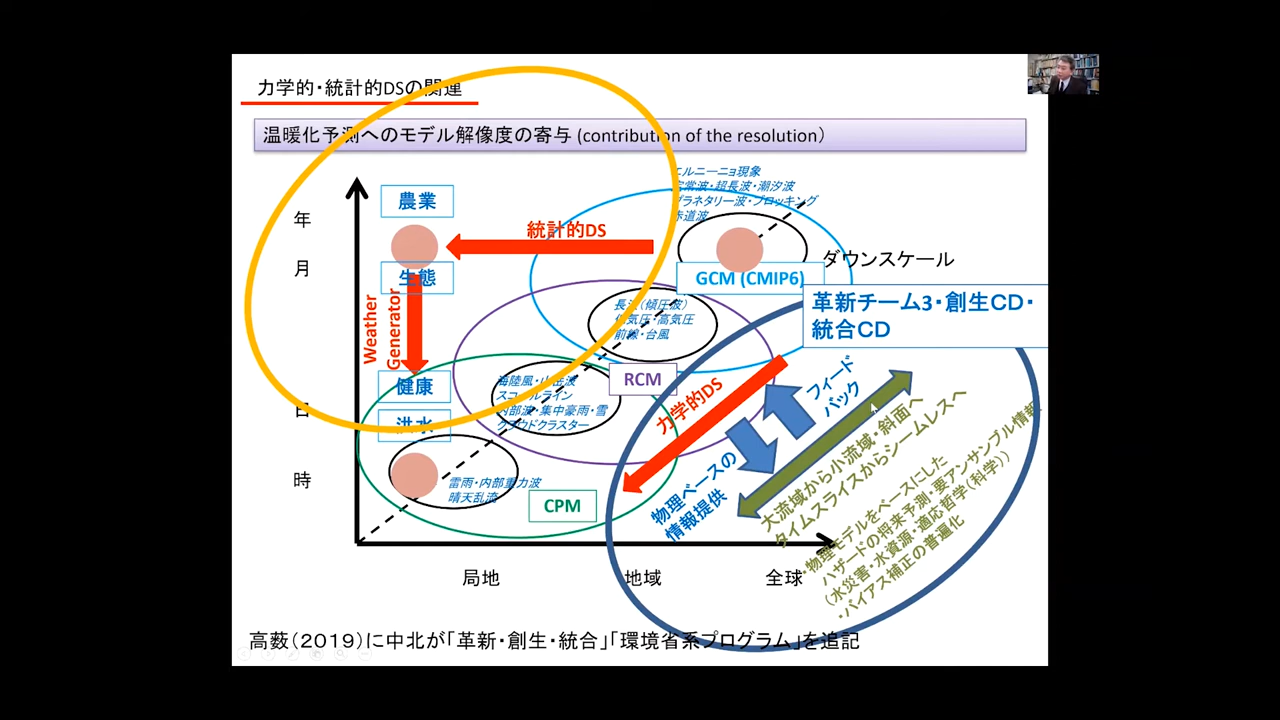 力学的・統計的DSの関連
温暖化予測へのモデル解像度の寄与 (contribution of the resolution)
年
月
日
時
農業
生態
健康
洪水
統計的DS
Weather
Generator
エルニーニョ現象
定常波・超長波・潮汐波
プラネタリー波・ブロッキング
赤道波
GCM (CMIP6)
ダウンスケール
革新チーム3・創生CD・
統合CD
長波(傾圧波)
低気圧・高気圧
前線・台風
RCM
海陸風・山岳波
スコールライン
内部波・集中豪雨・雪
クラウドクラスター
雷雨・内部重力波
晴天乱流
CPM
力学的DS
フィード
バック
物理ベースの
情報提供
大流域から小流域・斜面へ
タイムスライスからシームレスへ
・物理モデルをベースにした
ハザードの将来予測・要アンサンブル情報
(水災害・水資源・適応哲学(科学))
・バイアス補正の普遍化
局地
地域
全球
高薮(2019)に中北が「革新・創生・統合」「環境省系プログラム」を追記